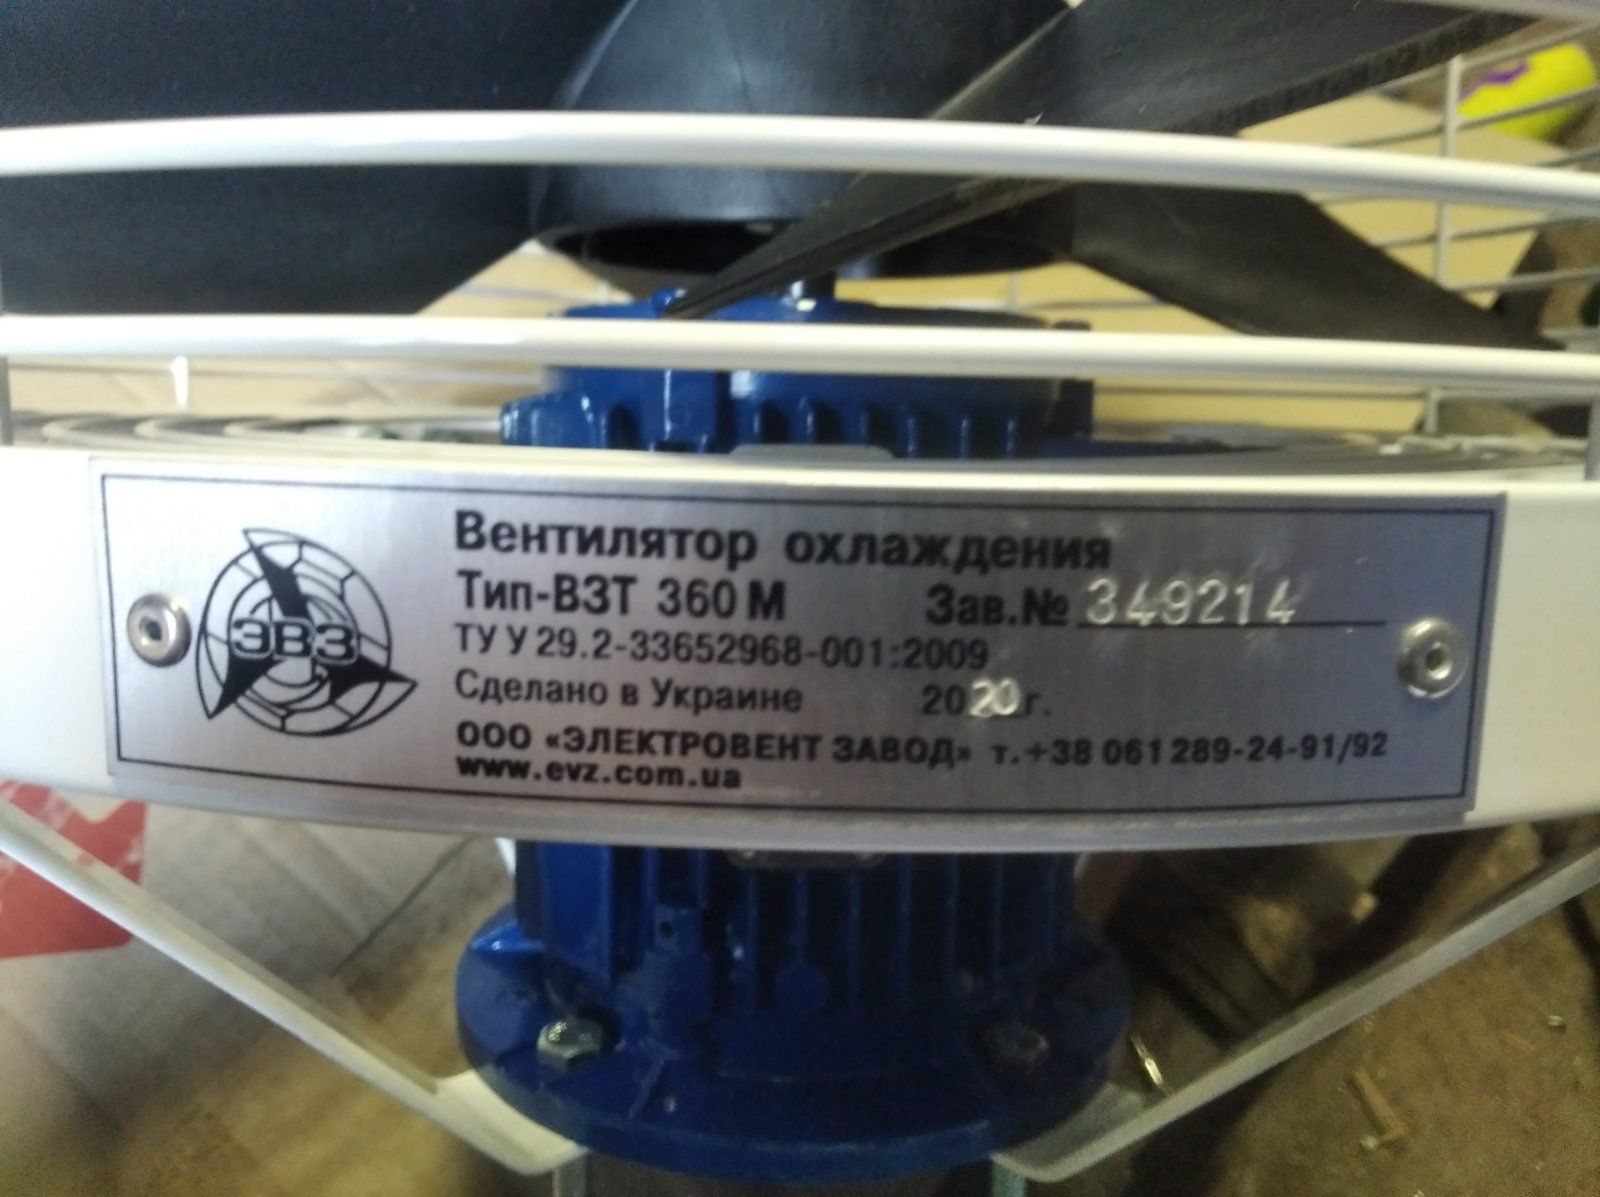 Вентилятор охлаждения
Тип-ВЗТ 360 М Зав.№ 349214
ЭВЗ
ТУ У 29.2-33652968-001:2009
Сделано в Украине 2020 г.
ООО «ЭЛЕКТРОВЕНТ ЗАВОД» т.+38 061 289-24-91/92
www.evz.com.ua